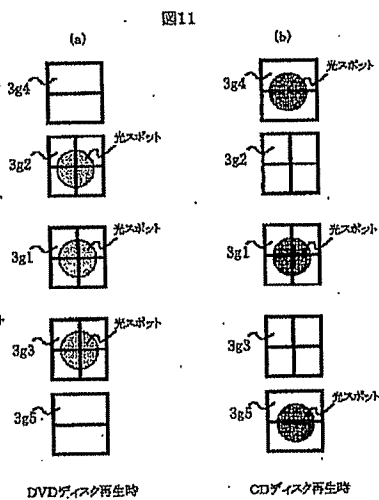 図11
(a)
3g4
3g2
光スポット
3g1
光スポット
3g3
光スポット
3g5
DVDディスク再生時
(b)
光スポット
3g4
3g2
光スポット
3g1
3g3
光スポット
3g5
CDディスク再生時